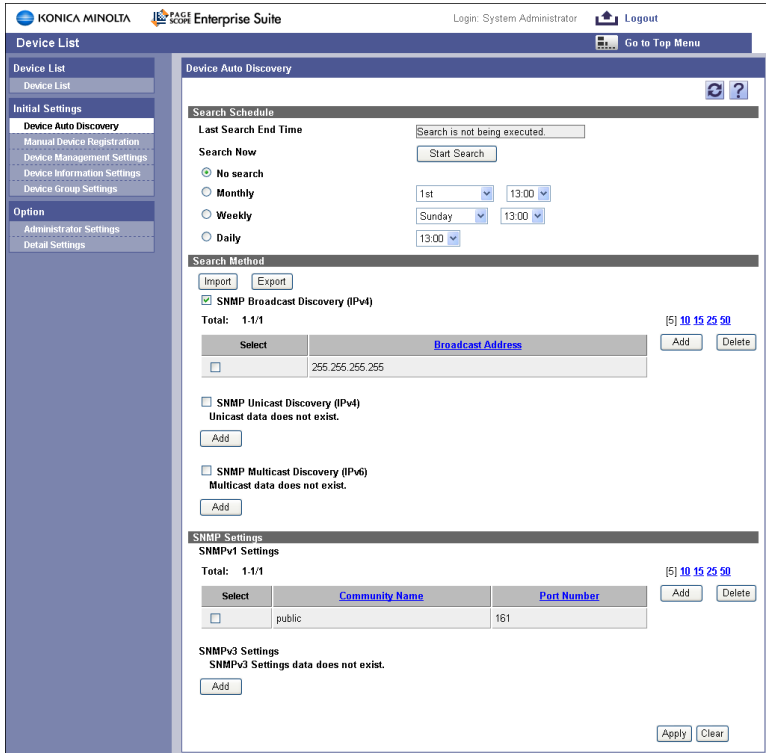 KONICA MINOLTA PAGE SCOPE Enterprise Suite Login: System Administrator Logout
Device List Go to Top Menu
Device List
Device List
Initial Settings
Device Auto Discovery
Manual Device Registration
Device Management Settings
Device Information Settings
Device Group Settings
Option
Administrator Settings
Detail Settings
Device Auto Discovery
?
Search Schedule
Last Search End Time Search is not being executed.
Search Now Start Search
No search
Monthly 1st 13:00
Weekly Sunday 13:00
Daily 13:00
Search Method
Import Export
SNMP Broadcast Discovery (IPv4)
Total: 1-1/1 [5] 10 15 25 50
Select Broadcast Address Add Delete
255.255.255.255
SNMP Unicast Discovery (IPv4)
Unicast data does not exist.
Add
SNMP Multicast Discovery (IPv6)
Multicast data does not exist.
Add
SNMP Settings
SNMPv1 Settings
Total: 1-1/1 [5] 10 15 25 50
Select Community Name Port Number Add Delete
public 161
SNMPv3 Settings
SNMPv3 Settings data does not exist.
Add
Apply Clear